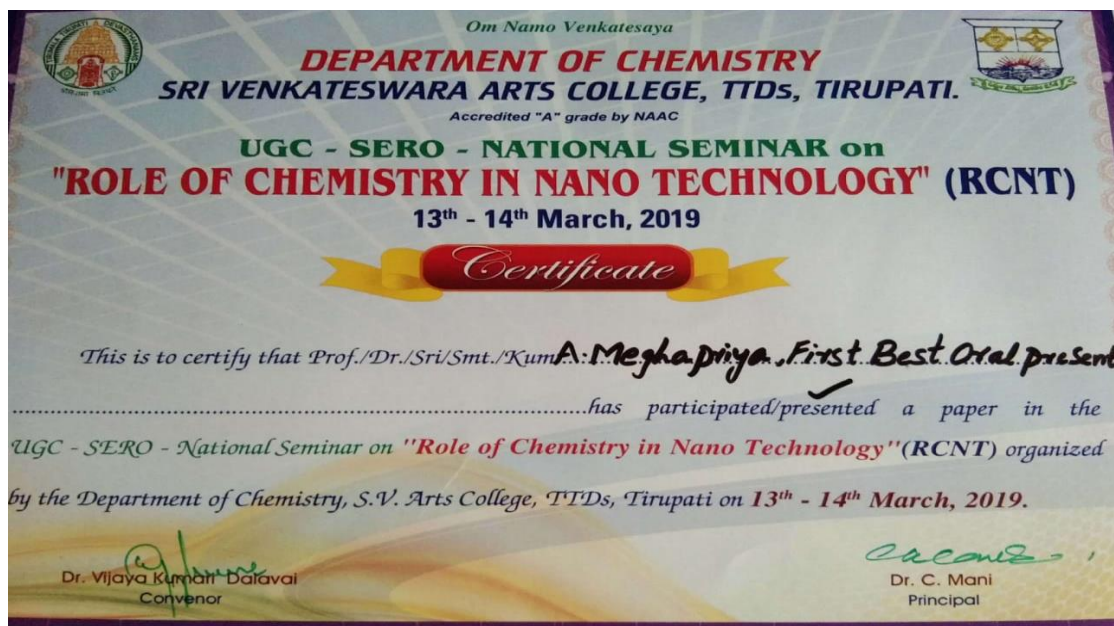 Om Namo Venkatesaya
DEPARTMENT OF CHEMISTRY
SRI VENKATESWARA ARTS COLLEGE, TTDs, TIRUPATI.
Accredited "A" grade by NAAC
UGC - SERO - NATIONAL SEMINAR on
"ROLE OF CHEMISTRY IN NANO TECHNOLOGY" (RCNT)
13th - 14th March, 2019
Certificate
This is to certify that Prof./Dr./Sri/Smt./Kum A. Meghapriya, First Best Oral present
has participated/presented a paper in the
UGC - SERO - National Seminar on "Role of Chemistry in Nano Technology"(RCNT) organized
by the Department of Chemistry, S.V. Arts College, TTDs, Tirupati on 13th - 14th March, 2019.
Dr. Vijaya Kumari Dalavai
Convenor
Dr. C. Mani
Principal